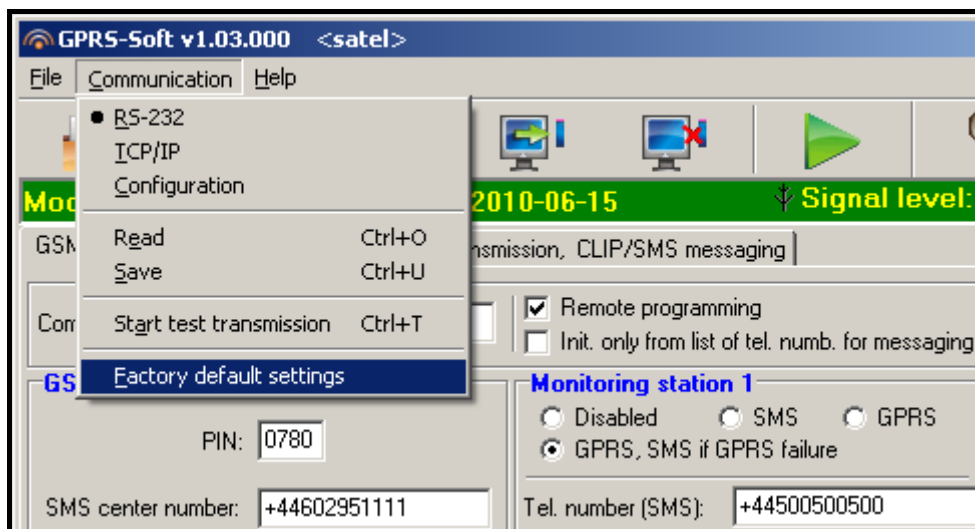 GPRS-Soft v1.03.000 <satel>
File Communication Help
RS-232
TCP/IP
Configuration
2010-06-15 Signal level:
Read Ctrl+O
Save Ctrl+U
CLIP/SMS messaging
Start test transmission Ctrl+T
Remote programming
Init. only from list of tel. numb. for messaging
Factory default settings
Monitoring station 1
Disabled SMS GPRS
GPRS, SMS if GPRS failure
PIN: 0780
SMS center number: +44602951111
Tel. number (SMS): +44500500500